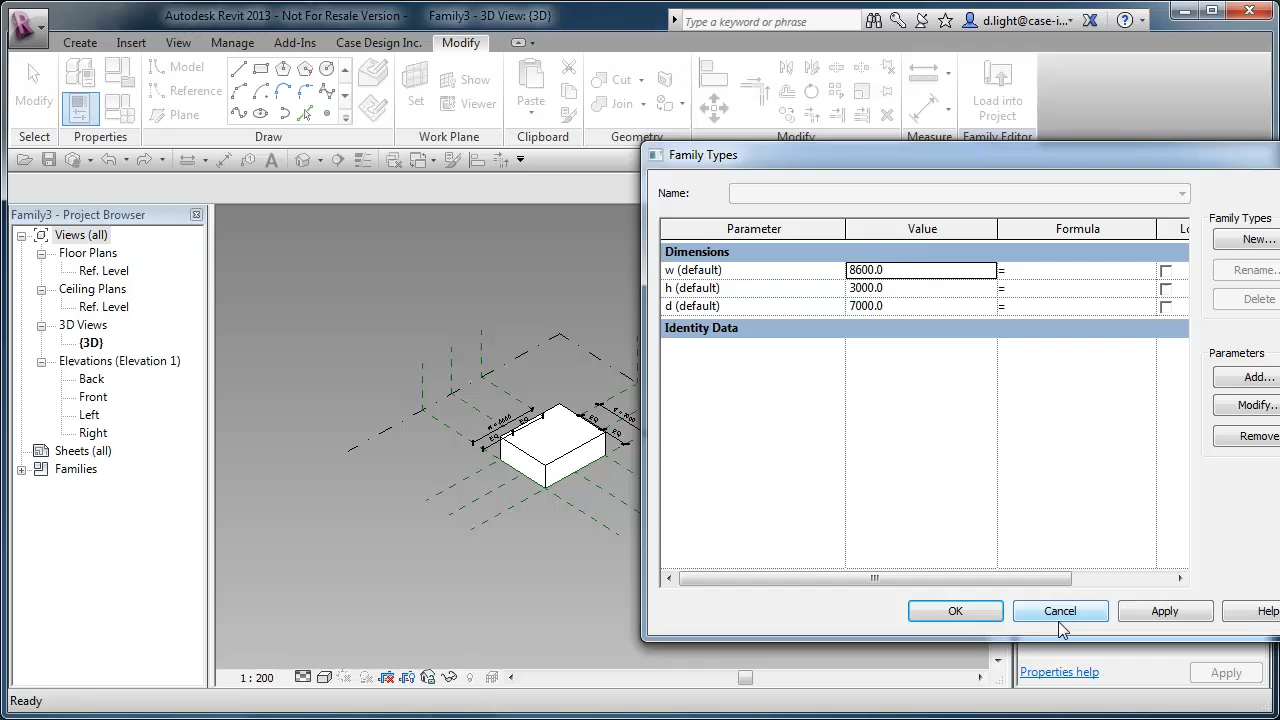 Autodesk Revit 2013 - Not For Resale Version - Family3 - 3D View: {3D}
Type a keyword or phrase
d.light@case-i...
Create Insert View Manage Add-Ins Case Design Inc. Modify
Model
Reference
Plane
Modify
Set
Show
Viewer
Paste
Cut
Join
Load into
Project
Select Properties Draw Work Plane Clipboard Geometry Modify Measure Family Editor
Family3 - Project Browser
Views (all)
Floor Plans
Ref. Level
Ceiling Plans
Ref. Level
3D Views
{3D}
Elevations (Elevation 1)
Back
Front
Left
Right
Sheets (all)
Families
Family Types
Name:
Parameter Value Formula
Dimensions
w (default) 8600.0 =
h (default) 3000.0 =
d (default) 7000.0 =
Identity Data
Family Types
New...
Rename...
Delete
Parameters
Add...
Modify...
Remove
OK Cancel Apply Help
1 : 200
Properties help Apply
Ready